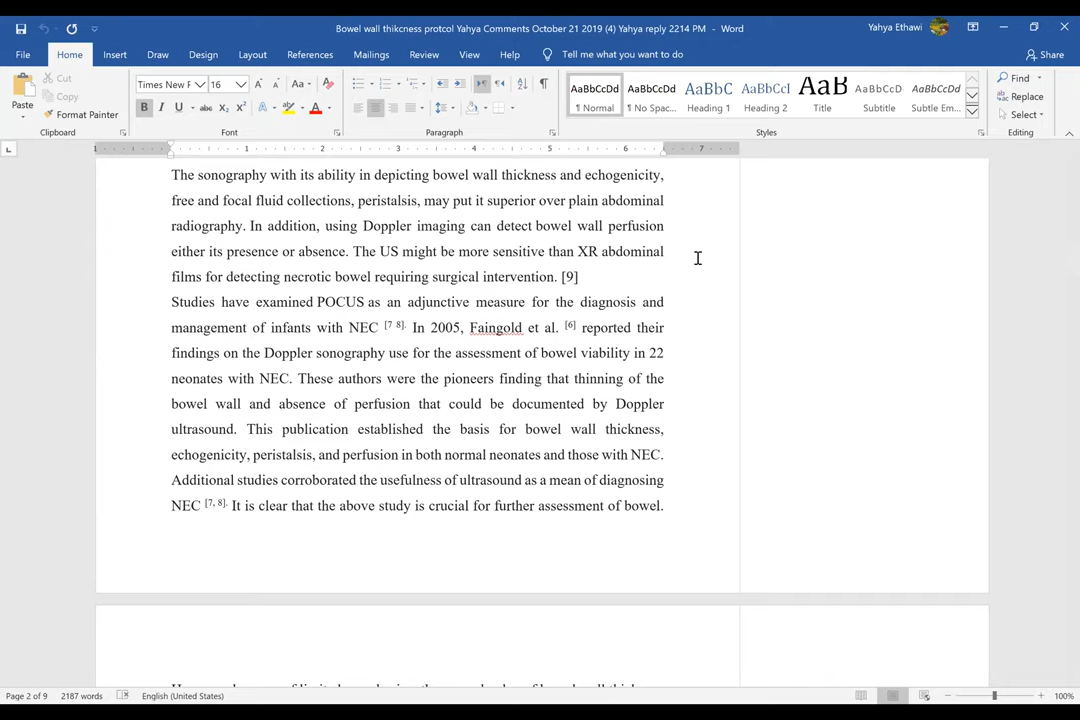 Bowel wall thikcness protcol Yahya Comments October 21 2019 (4) Yahya reply 2214 PM - Word
Yahya Ethawi
File Home Insert Draw Design Layout References Mailings Review View Help Tell me what you want to do Share
Paste
Cut
Copy
Format Painter
Clipboard
Times New F 16
Font
Paragraph
AaBbCcDd AaBbCcDd AaBbC AaBbCcI AaB AaBbCcD AaBbCcDd
¶ Normal ¶ No Spac... Heading 1 Heading 2 Title Subtitle Subtle Em...
Styles
Find
Replace
Select
Editing
1 1 2 3 4 5 6 7
The sonography with its ability in depicting bowel wall thickness and echogenicity,
free and focal fluid collections, peristalsis, may put it superior over plain abdominal
radiography. In addition, using Doppler imaging can detect bowel wall perfusion
either its presence or absence. The US might be more sensitive than XR abdominal
films for detecting necrotic bowel requiring surgical intervention. [9]
Studies have examined POCUS as an adjunctive measure for the diagnosis and
management of infants with NEC [7 8]. In 2005, Faingold et al. [6] reported their
findings on the Doppler sonography use for the assessment of bowel viability in 22
neonates with NEC. These authors were the pioneers finding that thinning of the
bowel wall and absence of perfusion that could be documented by Doppler
ultrasound. This publication established the basis for bowel wall thickness,
echogenicity, peristalsis, and perfusion in both normal neonates and those with NEC.
Additional studies corroborated the usefulness of ultrasound as a mean of diagnosing
NEC [7, 8]. It is clear that the above study is crucial for further assessment of bowel.
Page 2 of 9 2187 words English (United States) 100%